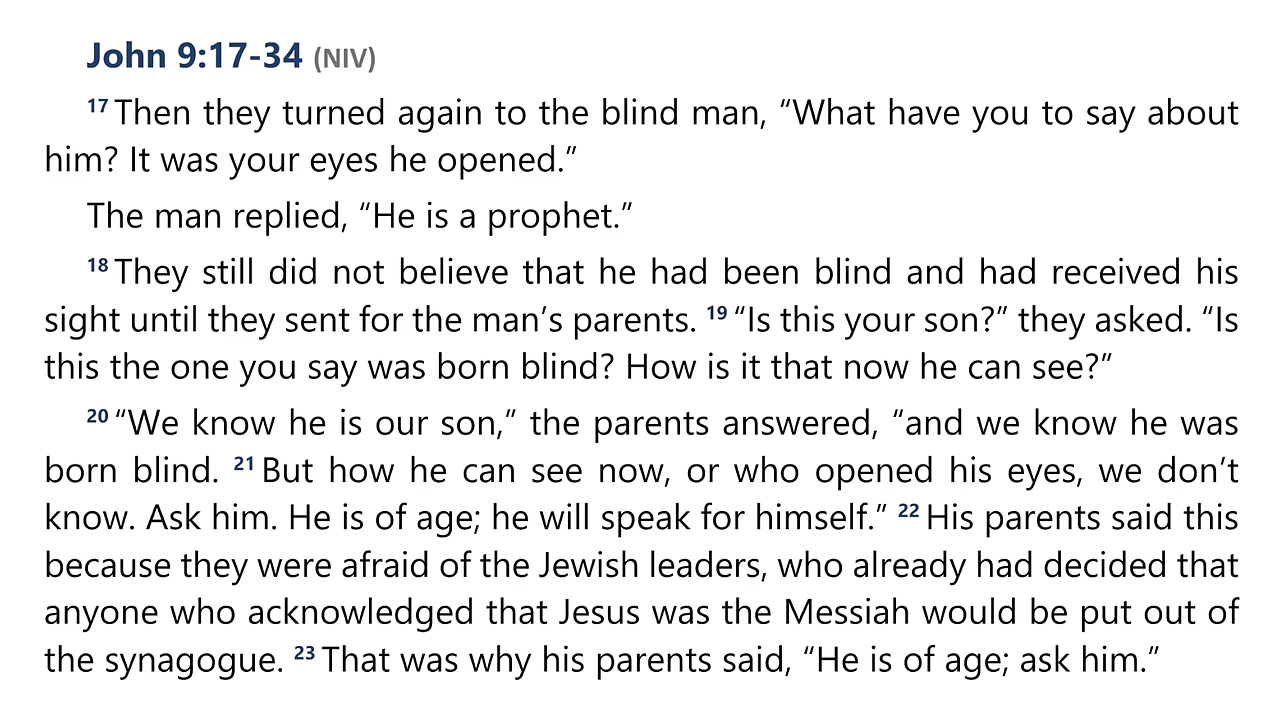 John 9:17-34 (NIV)
17 Then they turned again to the blind man, “What have you to say about
him? It was your eyes he opened.”
The man replied, “He is a prophet.”
18 They still did not believe that he had been blind and had received his
sight until they sent for the man’s parents. 19 “Is this your son?” they asked. “Is
this the one you say was born blind? How is it that now he can see?”
20 “We know he is our son,” the parents answered, “and we know he was
born blind. 21 But how he can see now, or who opened his eyes, we don’t
know. Ask him. He is of age; he will speak for himself.” 22 His parents said this
because they were afraid of the Jewish leaders, who already had decided that
anyone who acknowledged that Jesus was the Messiah would be put out of
the synagogue. 23 That was why his parents said, “He is of age; ask him.”